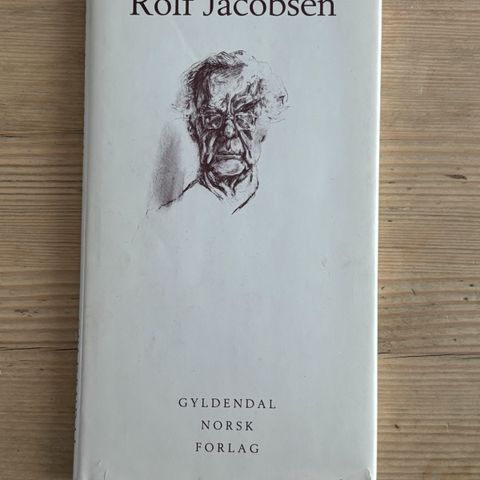 Rolf Jacobsen
GYLDENDAL
NORSK
FORLAG